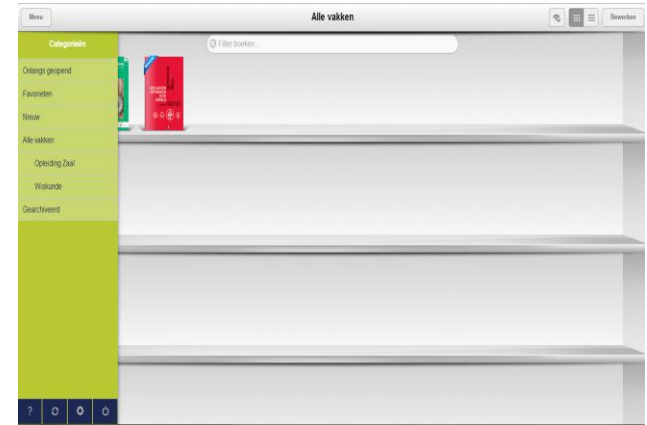 Menu
Alle vakken
Bewerken
Categorieën
Filter boeken...
Onlangs geopend
Favorieten
Nieuw
Alle vakken
Opleiding Zaal
Wiskunde
Gearchiveerd
?